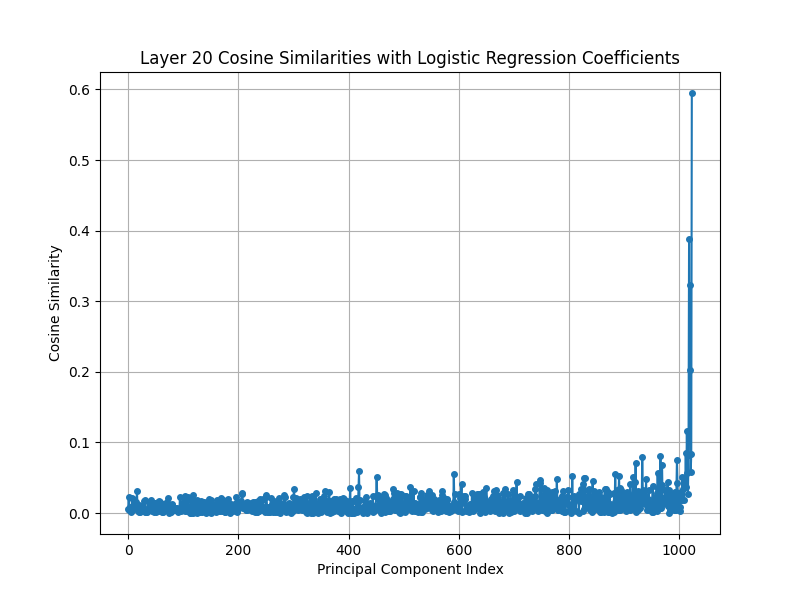 Layer 20 Cosine Similarities with Logistic Regression Coefficients
0.6
0.5
0.4
0.3
0.2
0.1
0.0
Cosine Similarity
0 200 400 600 800 1000
Principal Component Index